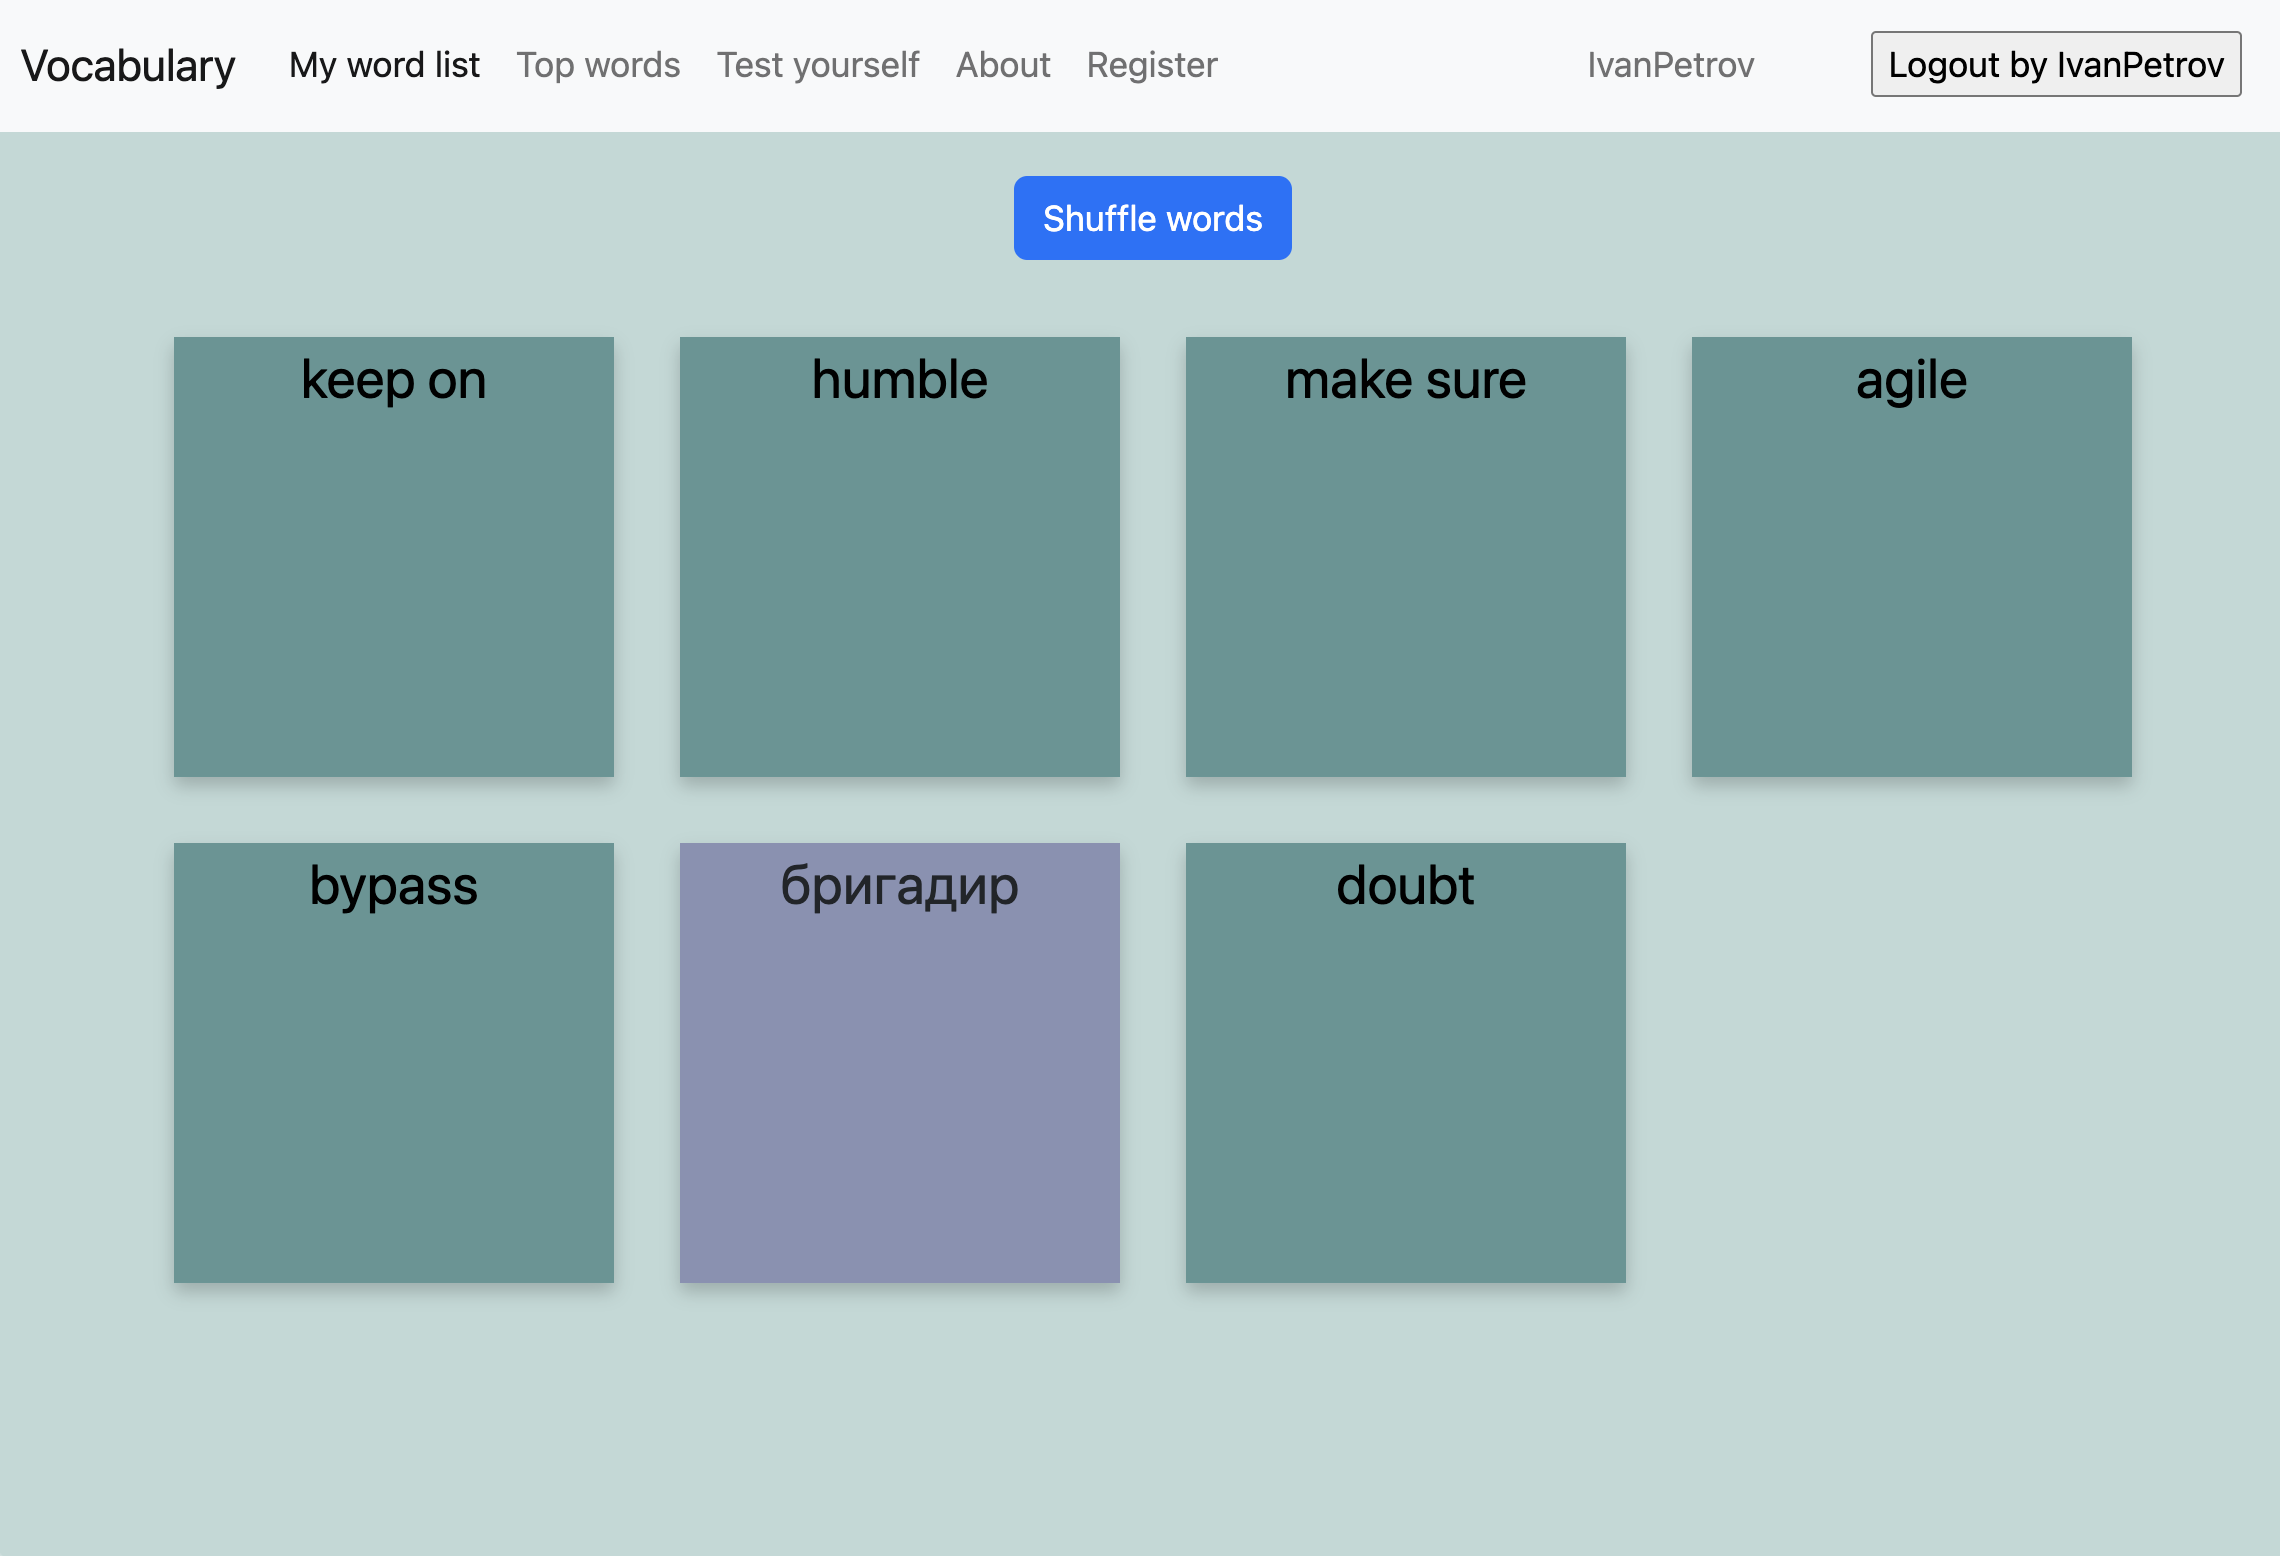 Vocabulary My word list Top words Test yourself About Register IvanPetrov Logout by IvanPetrov
Shuffle words
keep on humble make sure agile
bypass бригадир doubt